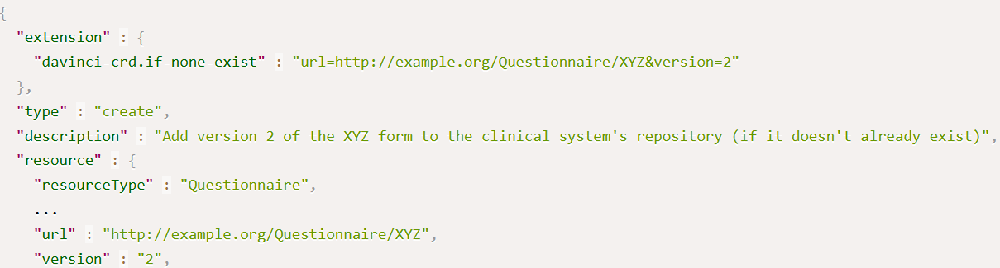 {
  "extension" : {
    "davinci-crd.if-none-exist" : "url=http://example.org/Questionnaire/XYZ&version=2"
  },
  "type" : "create",
  "description" : "Add version 2 of the XYZ form to the clinical system's repository (if it doesn't already exist)",
  "resource" : {
    "resourceType" : "Questionnaire",
    ...
    "url" : "http://example.org/Questionnaire/XYZ",
    "version" : "2",